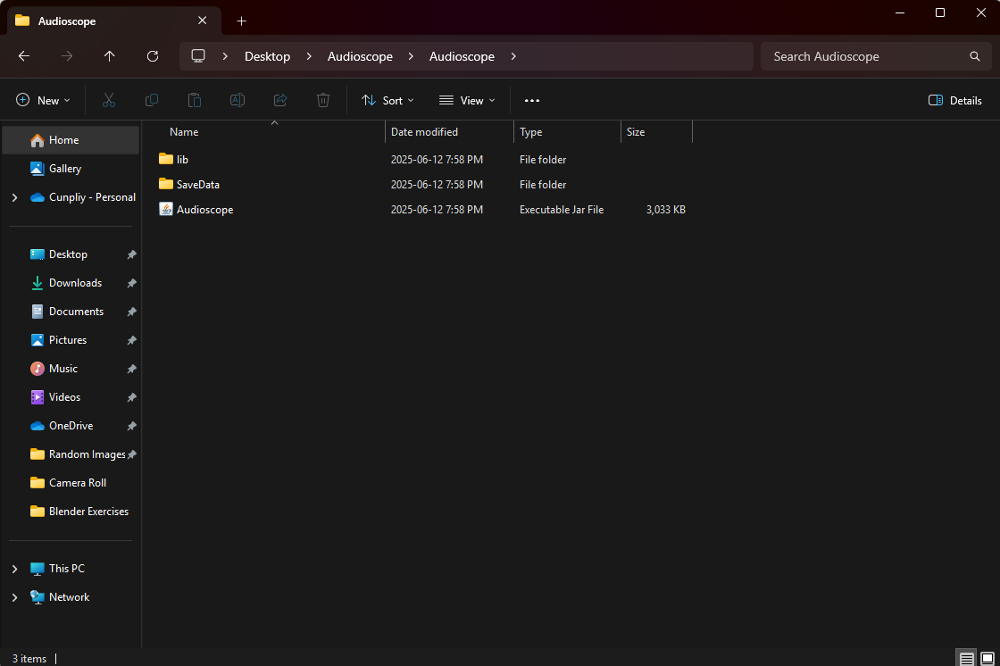 Audioscope
Desktop Audioscope Audioscope
Search Audioscope
New Sort View Details
Name Date modified Type Size
lib 2025-06-12 7:58 PM File folder
SaveData 2025-06-12 7:58 PM File folder
Audioscope 2025-06-12 7:58 PM Executable Jar File 3,033 KB
Home
Gallery
Cunpliy - Personal
Desktop
Downloads
Documents
Pictures
Music
Videos
OneDrive
Random Images
Camera Roll
Blender Exercises
This PC
Network
3 items